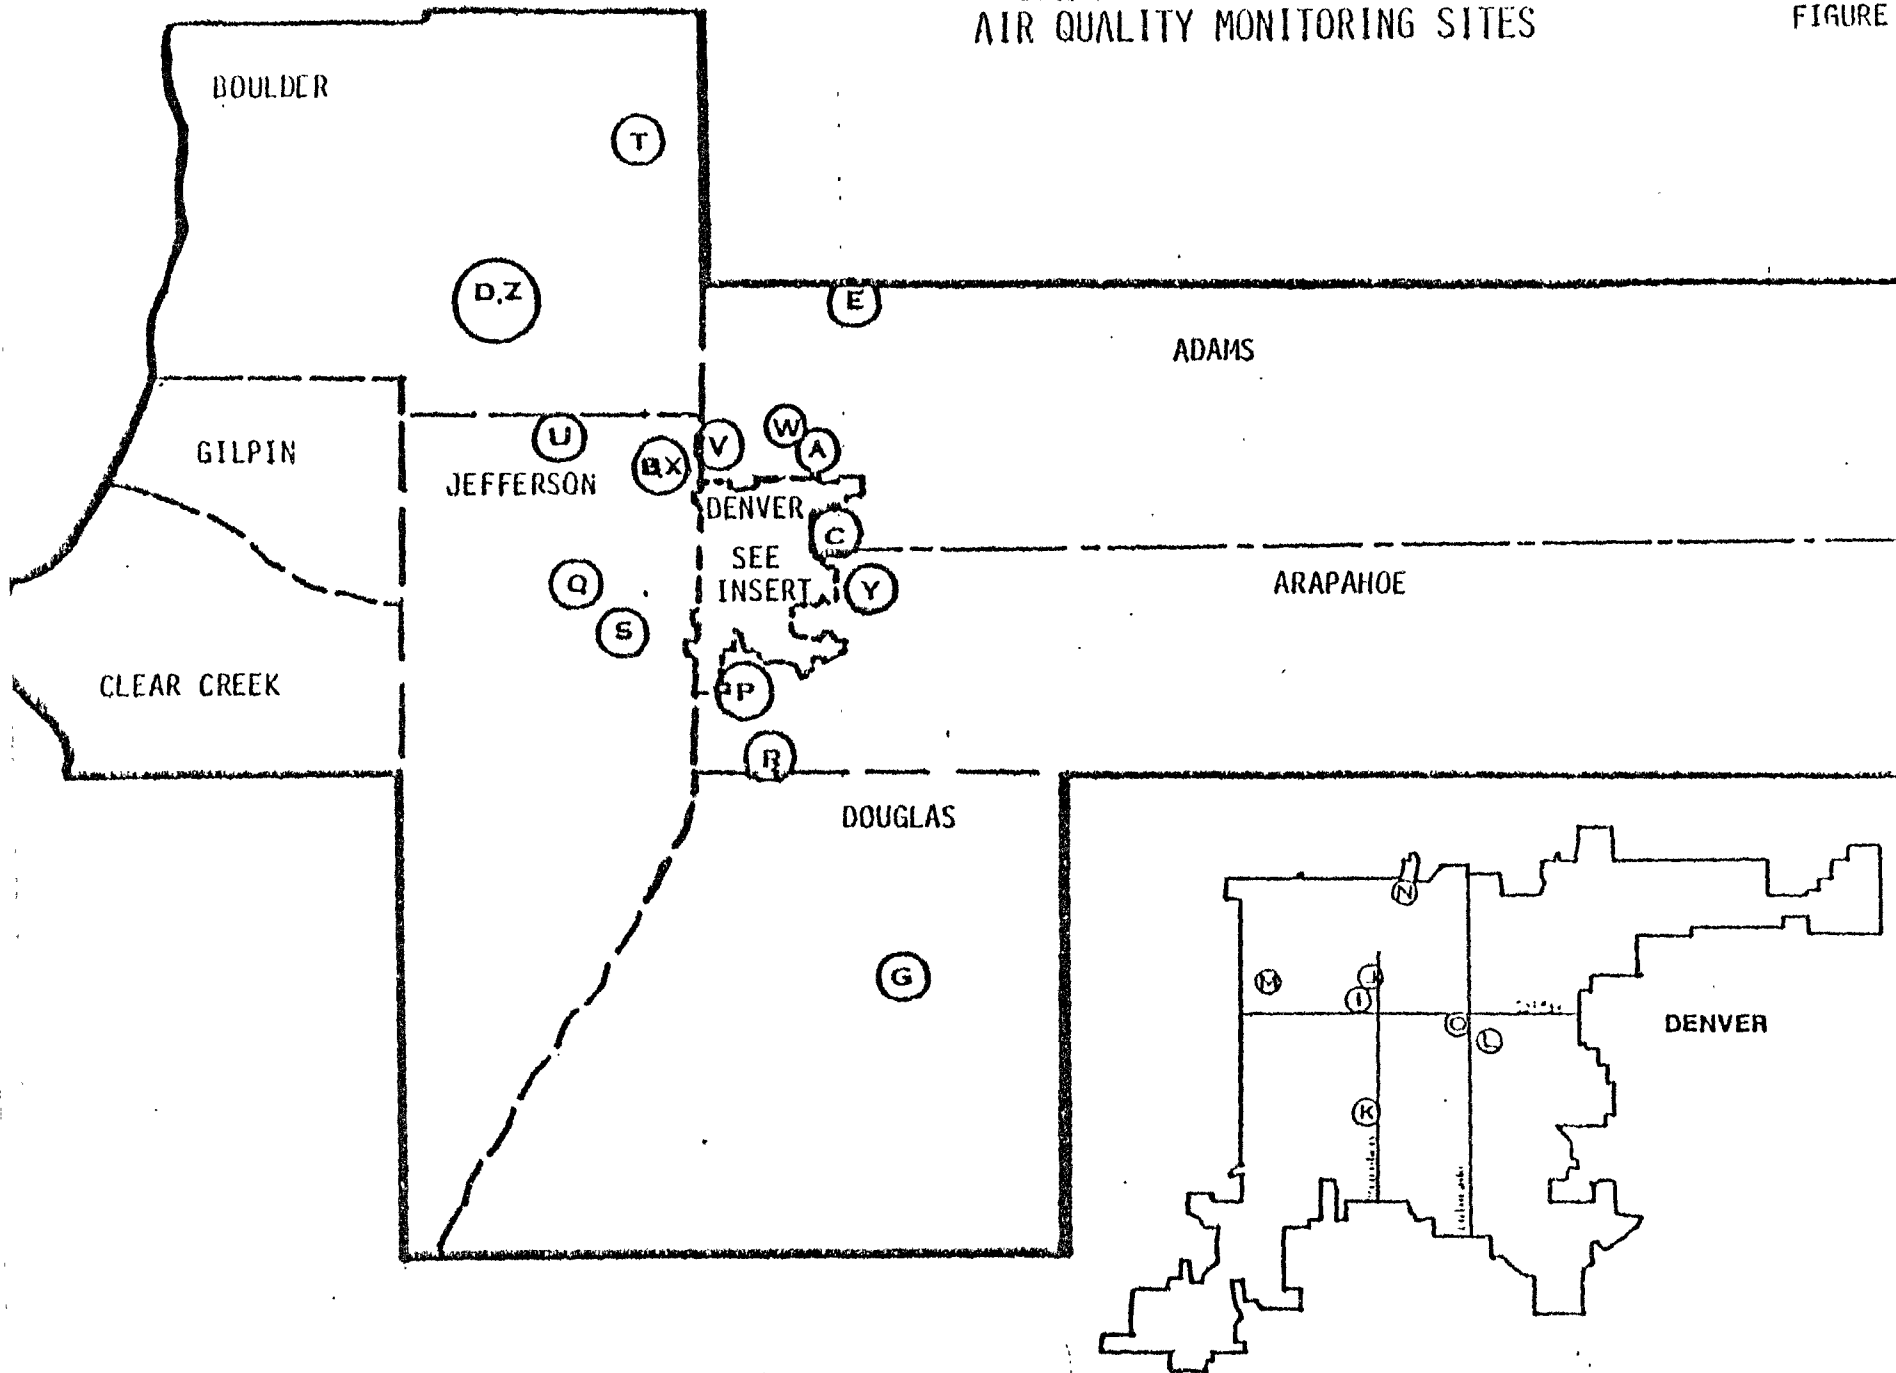 AIR QUALITY MONITORING SITES
FIGURE
BOULDER
T
D,Z
E
ADAMS
GILPIN
JEFFERSON
U
B,X
V
W
A
DENVER
C
SEE
INSERT
Y
ARAPAHOE
Q
S
CLEAR CREEK
P
R
DOUGLAS
G
N
M
J
I
O
L
K
DENVER